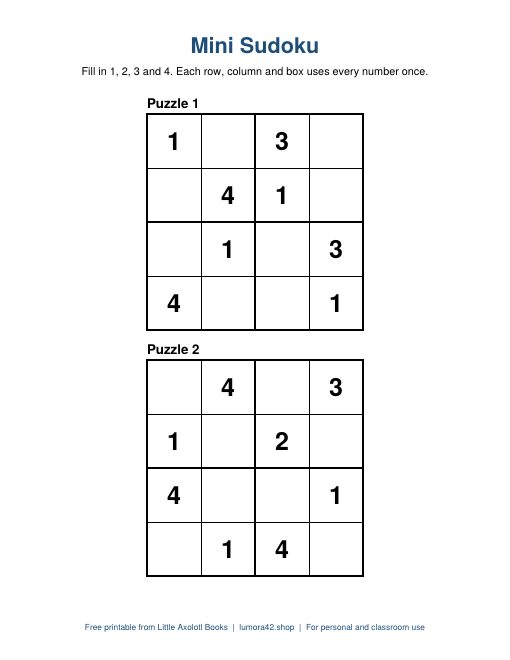 Mini Sudoku
Fill in 1, 2, 3 and 4. Each row, column and box uses every number once.
Puzzle 1
1 3
4 1
1 3
4 1
Puzzle 2
4 3
1 2
4 1
1 4
Free printable from Little Axolotl Books | lumora42.shop | For personal and classroom use